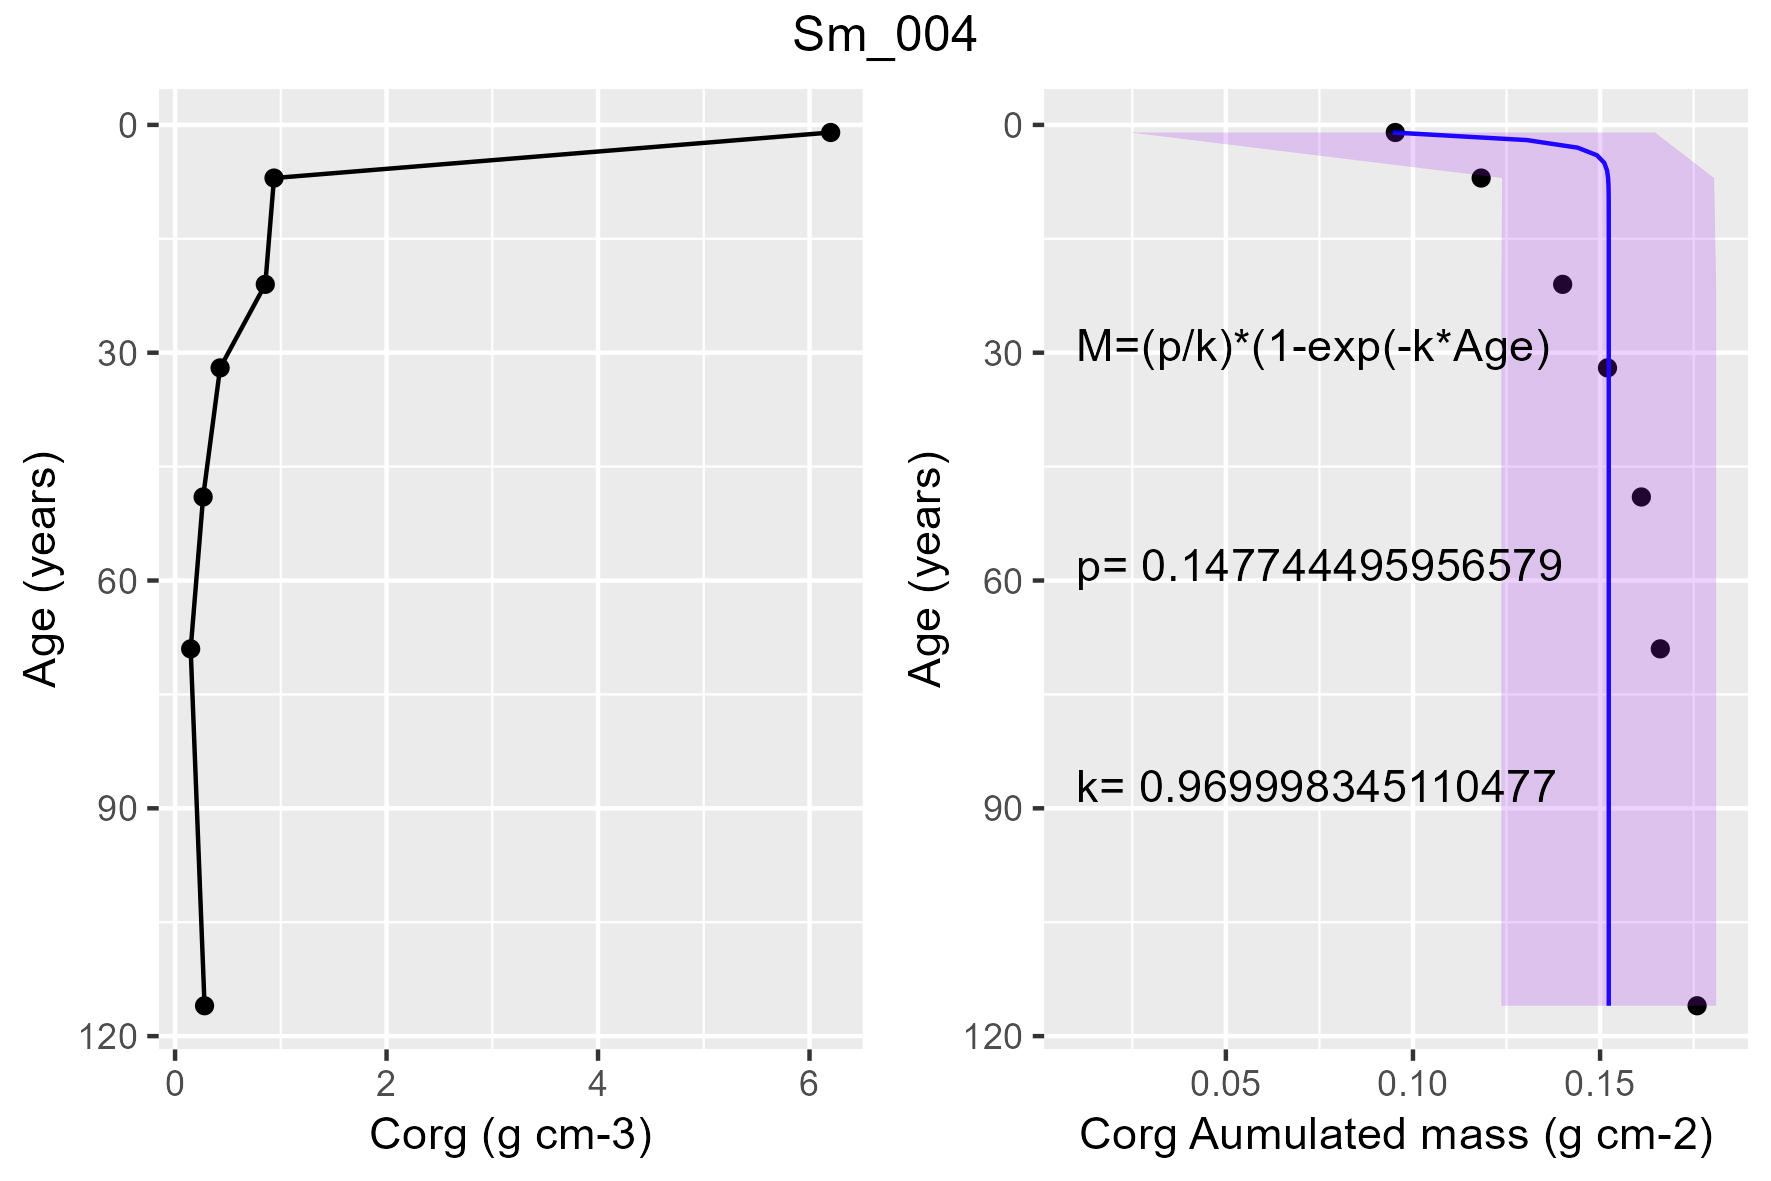 Sm_004
0
30
60
90
120
Age (years)
0
2
4
6
Corg (g cm-3)
0
30
60
90
120
Age (years)
M=(p/k)*(1-exp(-k*Age)
p= 0.147744495956579
k= 0.969998345110477
0.05
0.10
0.15
Corg Aumulated mass (g cm-2)